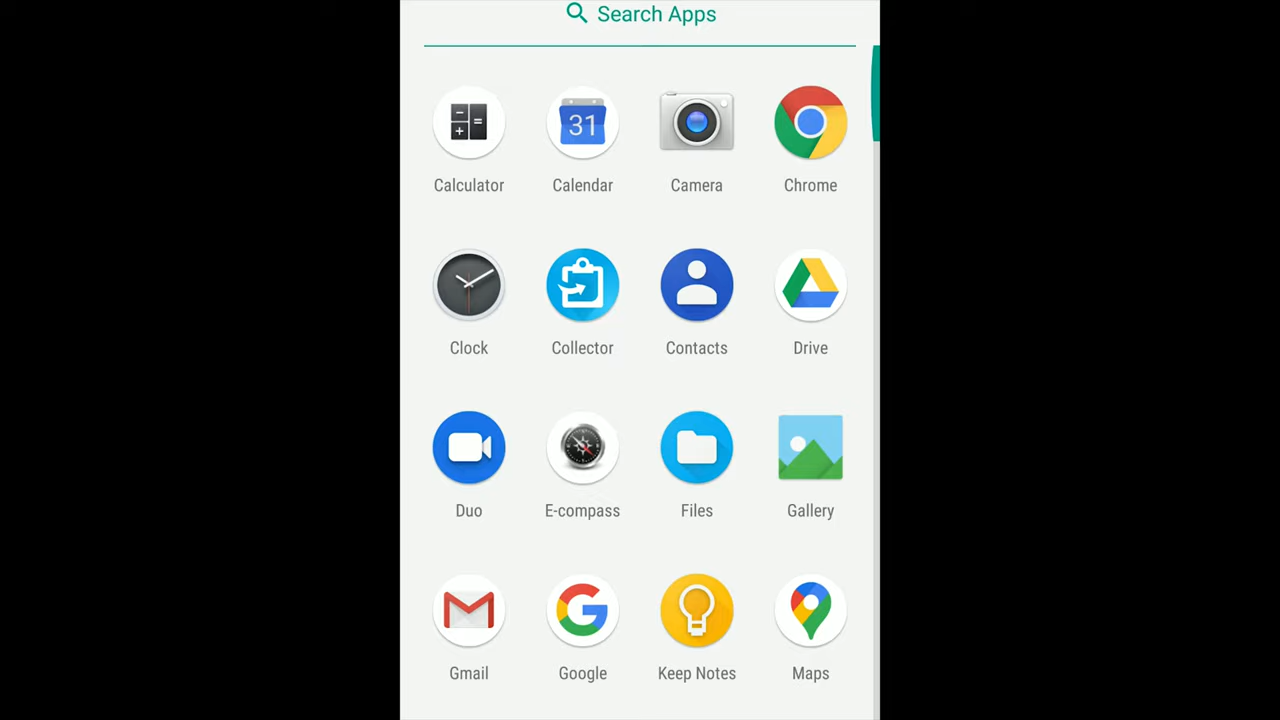 Search Apps
31
Calculator Calendar Camera Chrome
Clock Collector Contacts Drive
Duo E-compass Files Gallery
Gmail Google Keep Notes Maps